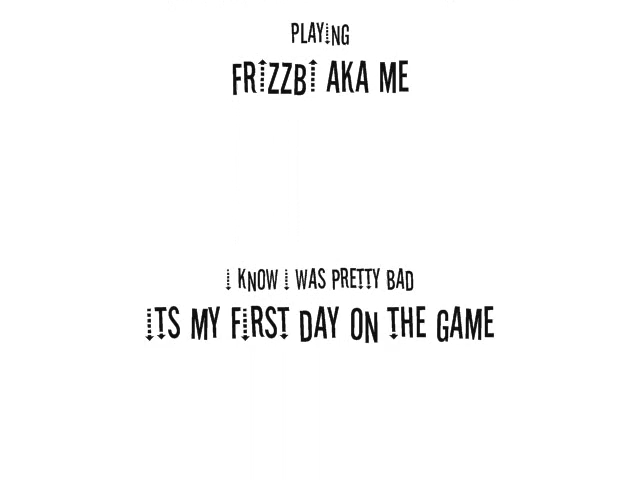 PLAYiNG
FRiZZBi AKA ME
i KNOW i WAS PRETTY BAD
iTS MY FiRST DAY ON THE GAME